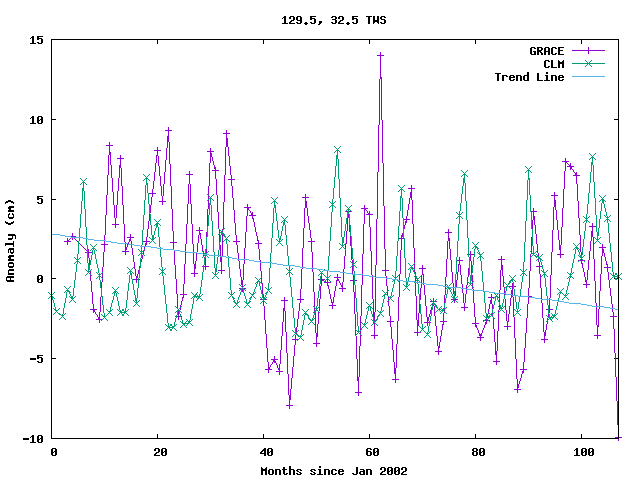 129.5, 32.5 TWS
GRACE
CLM
Trend Line
15
10
5
0
-5
-10
Anomaly (cm)
0 20 40 60 80 100
Months since Jan 2002